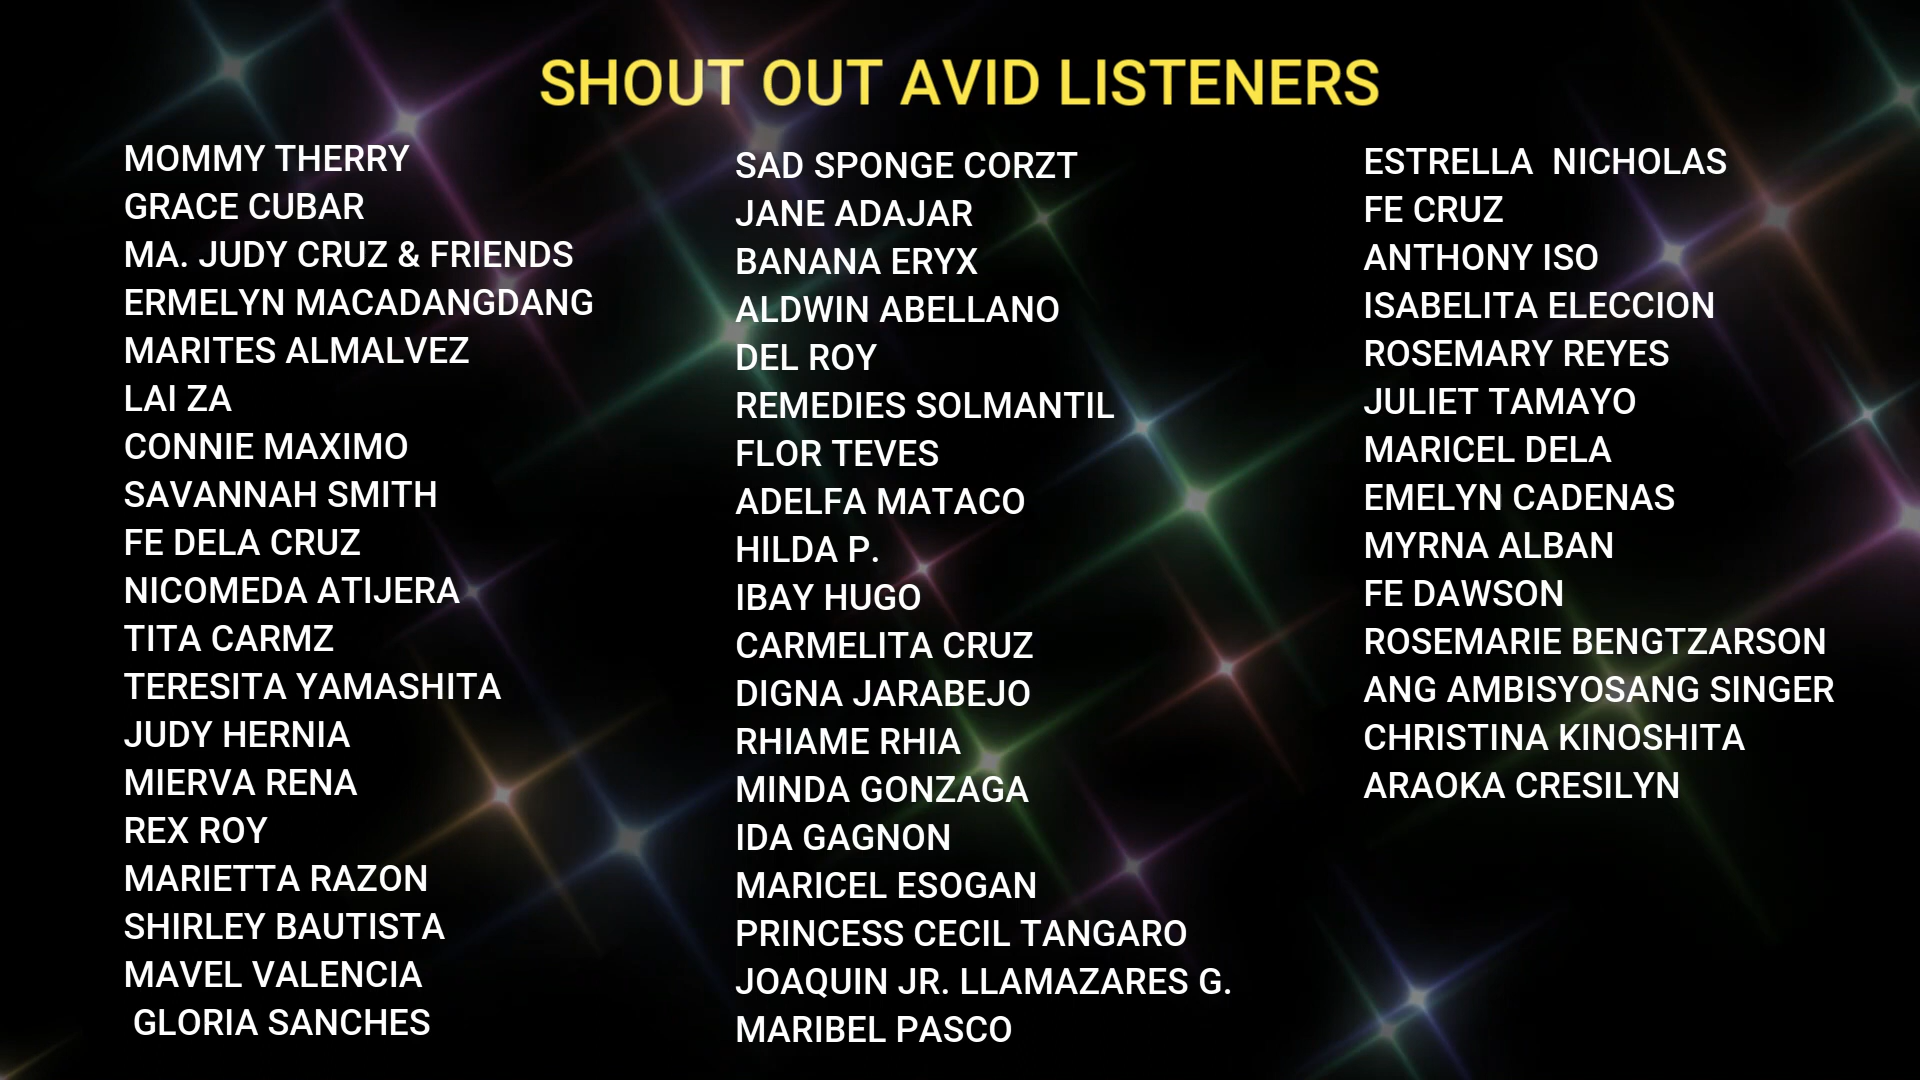 SHOUT OUT AVID LISTENERS
MOMMY THERRY
GRACE CUBAR
MA. JUDY CRUZ & FRIENDS
ERMELYN MACADANGDANG
MARITES ALMALVEZ
LAI ZA
CONNIE MAXIMO
SAVANNAH SMITH
FE DELA CRUZ
NICOMEDA ATIJERA
TITA CARMZ
TERESITA YAMASHITA
JUDY HERNIA
MIERVA RENA
REX ROY
MARIETTA RAZON
SHIRLEY BAUTISTA
MAVEL VALENCIA
GLORIA SANCHES
SAD SPONGE CORZT
JANE ADAJAR
BANANA ERYX
ALDWIN ABELLANO
DEL ROY
REMEDIES SOLMANTIL
FLOR TEVES
ADELFA MATACO
HILDA P.
IBAY HUGO
CARMELITA CRUZ
DIGNA JARABEJO
RHIAME RHIA
MINDA GONZAGA
IDA GAGNON
MARICEL ESOGAN
PRINCESS CECIL TANGARO
JOAQUIN JR. LLAMAZARES G.
MARIBEL PASCO
ESTRELLA  NICHOLAS
FE CRUZ
ANTHONY ISO
ISABELITA ELECCION
ROSEMARY REYES
JULIET TAMAYO
MARICEL DELA
EMELYN CADENAS
MYRNA ALBAN
FE DAWSON
ROSEMARIE BENGTZARSON
ANG AMBISYOSANG SINGER
CHRISTINA KINOSHITA
ARAOKA CRESILYN